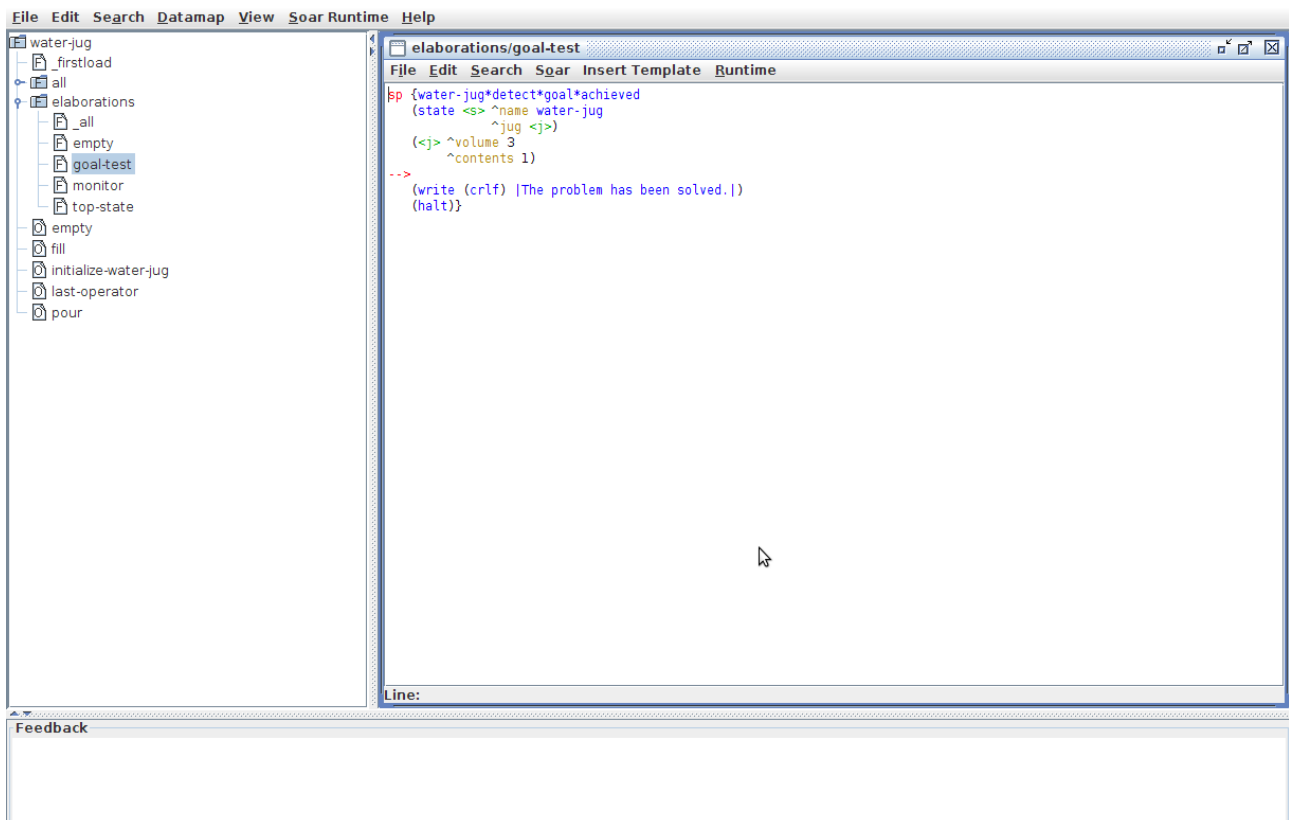 File Edit Search Datamap View Soar Runtime Help
water-jug
_firstload
all
elaborations
_all
empty
goal-test
monitor
top-state
empty
fill
initialize-water-jug
last-operator
pour
elaborations/goal-test
File Edit Search Soar Insert Template Runtime
sp {water-jug*detect*goal*achieved
(state <s> ^name water-jug
^jug <j>)
(<j> ^volume 3
^contents 1)
-->
(write (crlf) |The problem has been solved.|)
(halt)}
Line:
Feedback